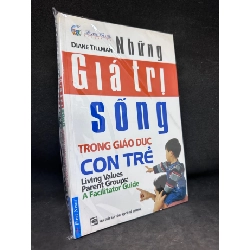 DIANE TILLMAN
Những
Giá trị
sống
TRONG GIÁO DỤC
CON TRẺ
Living Values
Parent Groups:
A Facilitator Guide